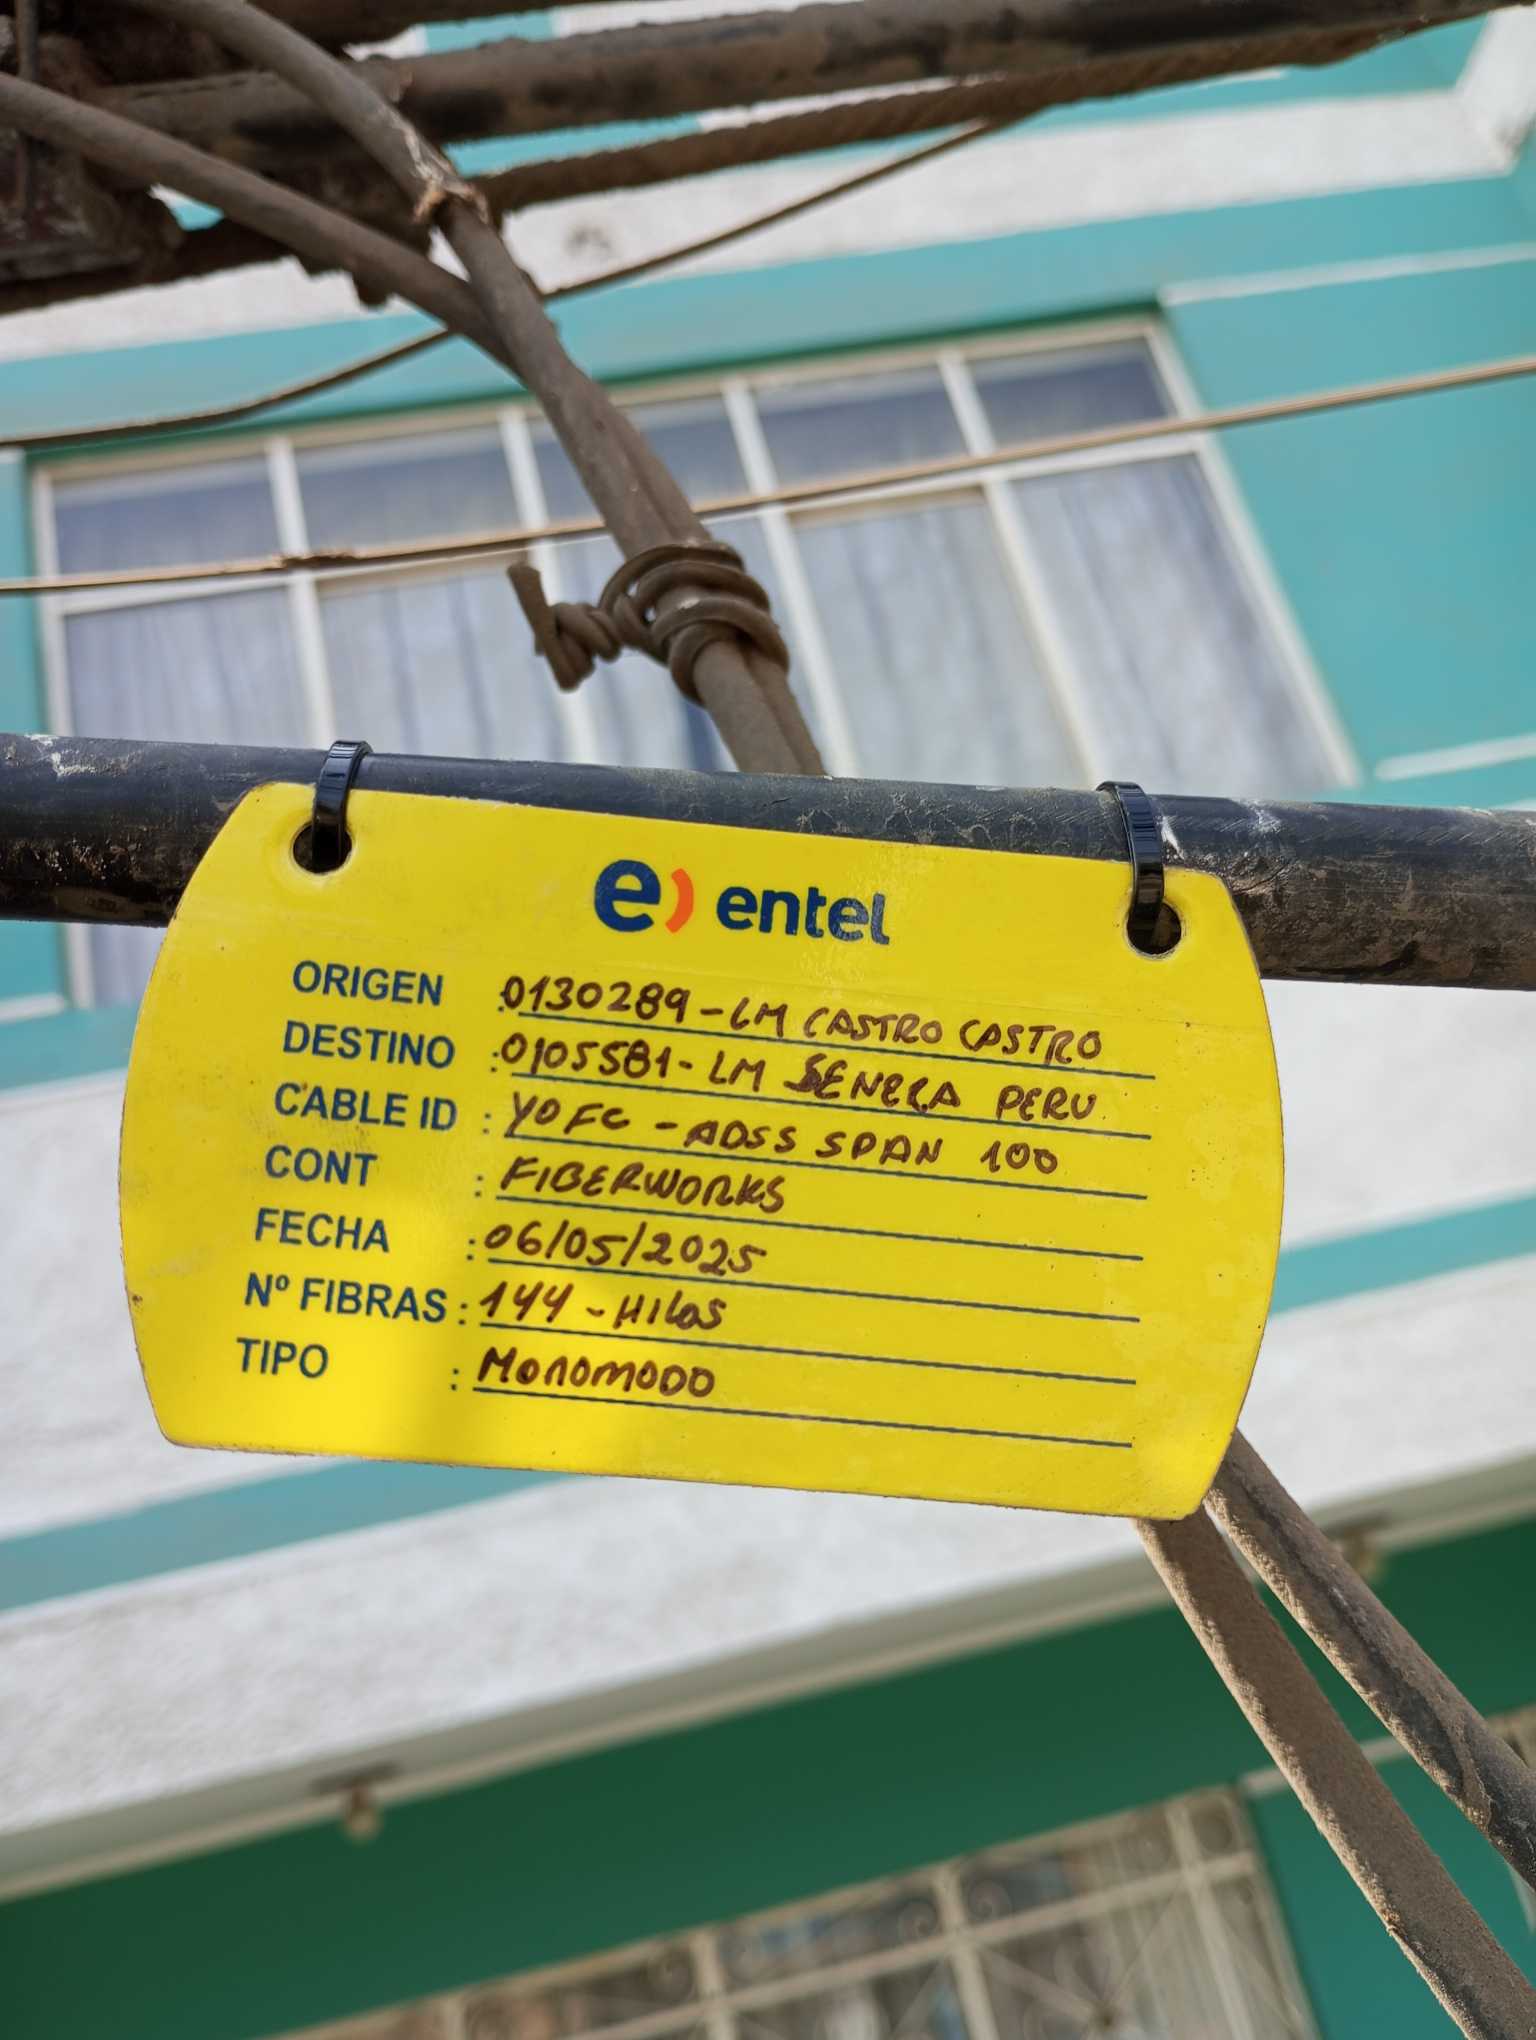 e) entel
ORIGEN : 0130289 - LM CASTRO CASTRO
DESTINO : 0105581 - LM SENECA PERU
CABLE ID : YOFC - ADSS SPAN 100
CONT : FIBERWORKS
FECHA : 06/05/2025
Nº FIBRAS : 144 - HILOS
TIPO : MONOMODO